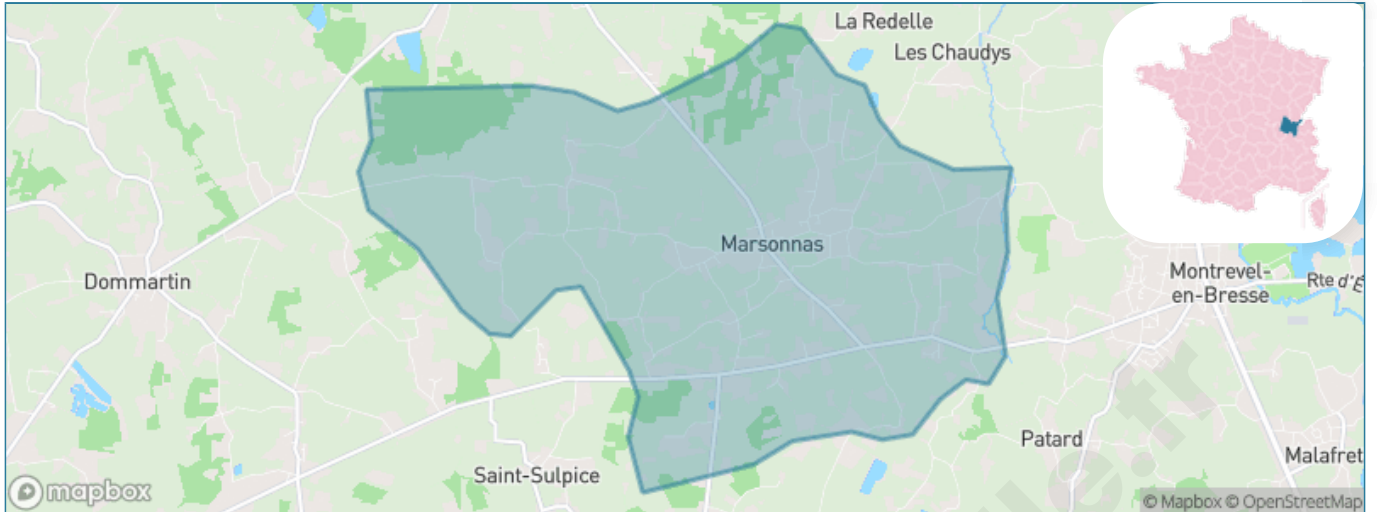 La Redelle
Les Chaudys
Marsonnas
Dommartin
Montrevel-
en-Bresse
Rte d'É
Patard
Malafret
Saint-Sulpice
mapbox
© Mapbox © OpenStreetMap